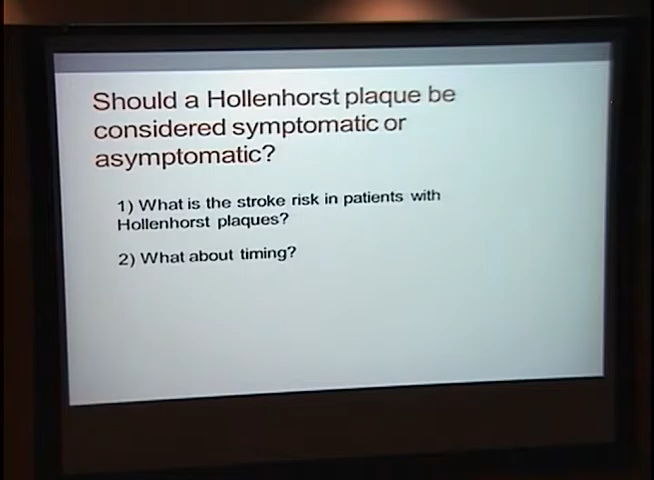 Should a Hollenhorst plaque be
considered symptomatic or
asymptomatic?
1) What is the stroke risk in patients with
Hollenhorst plaques?
2) What about timing?